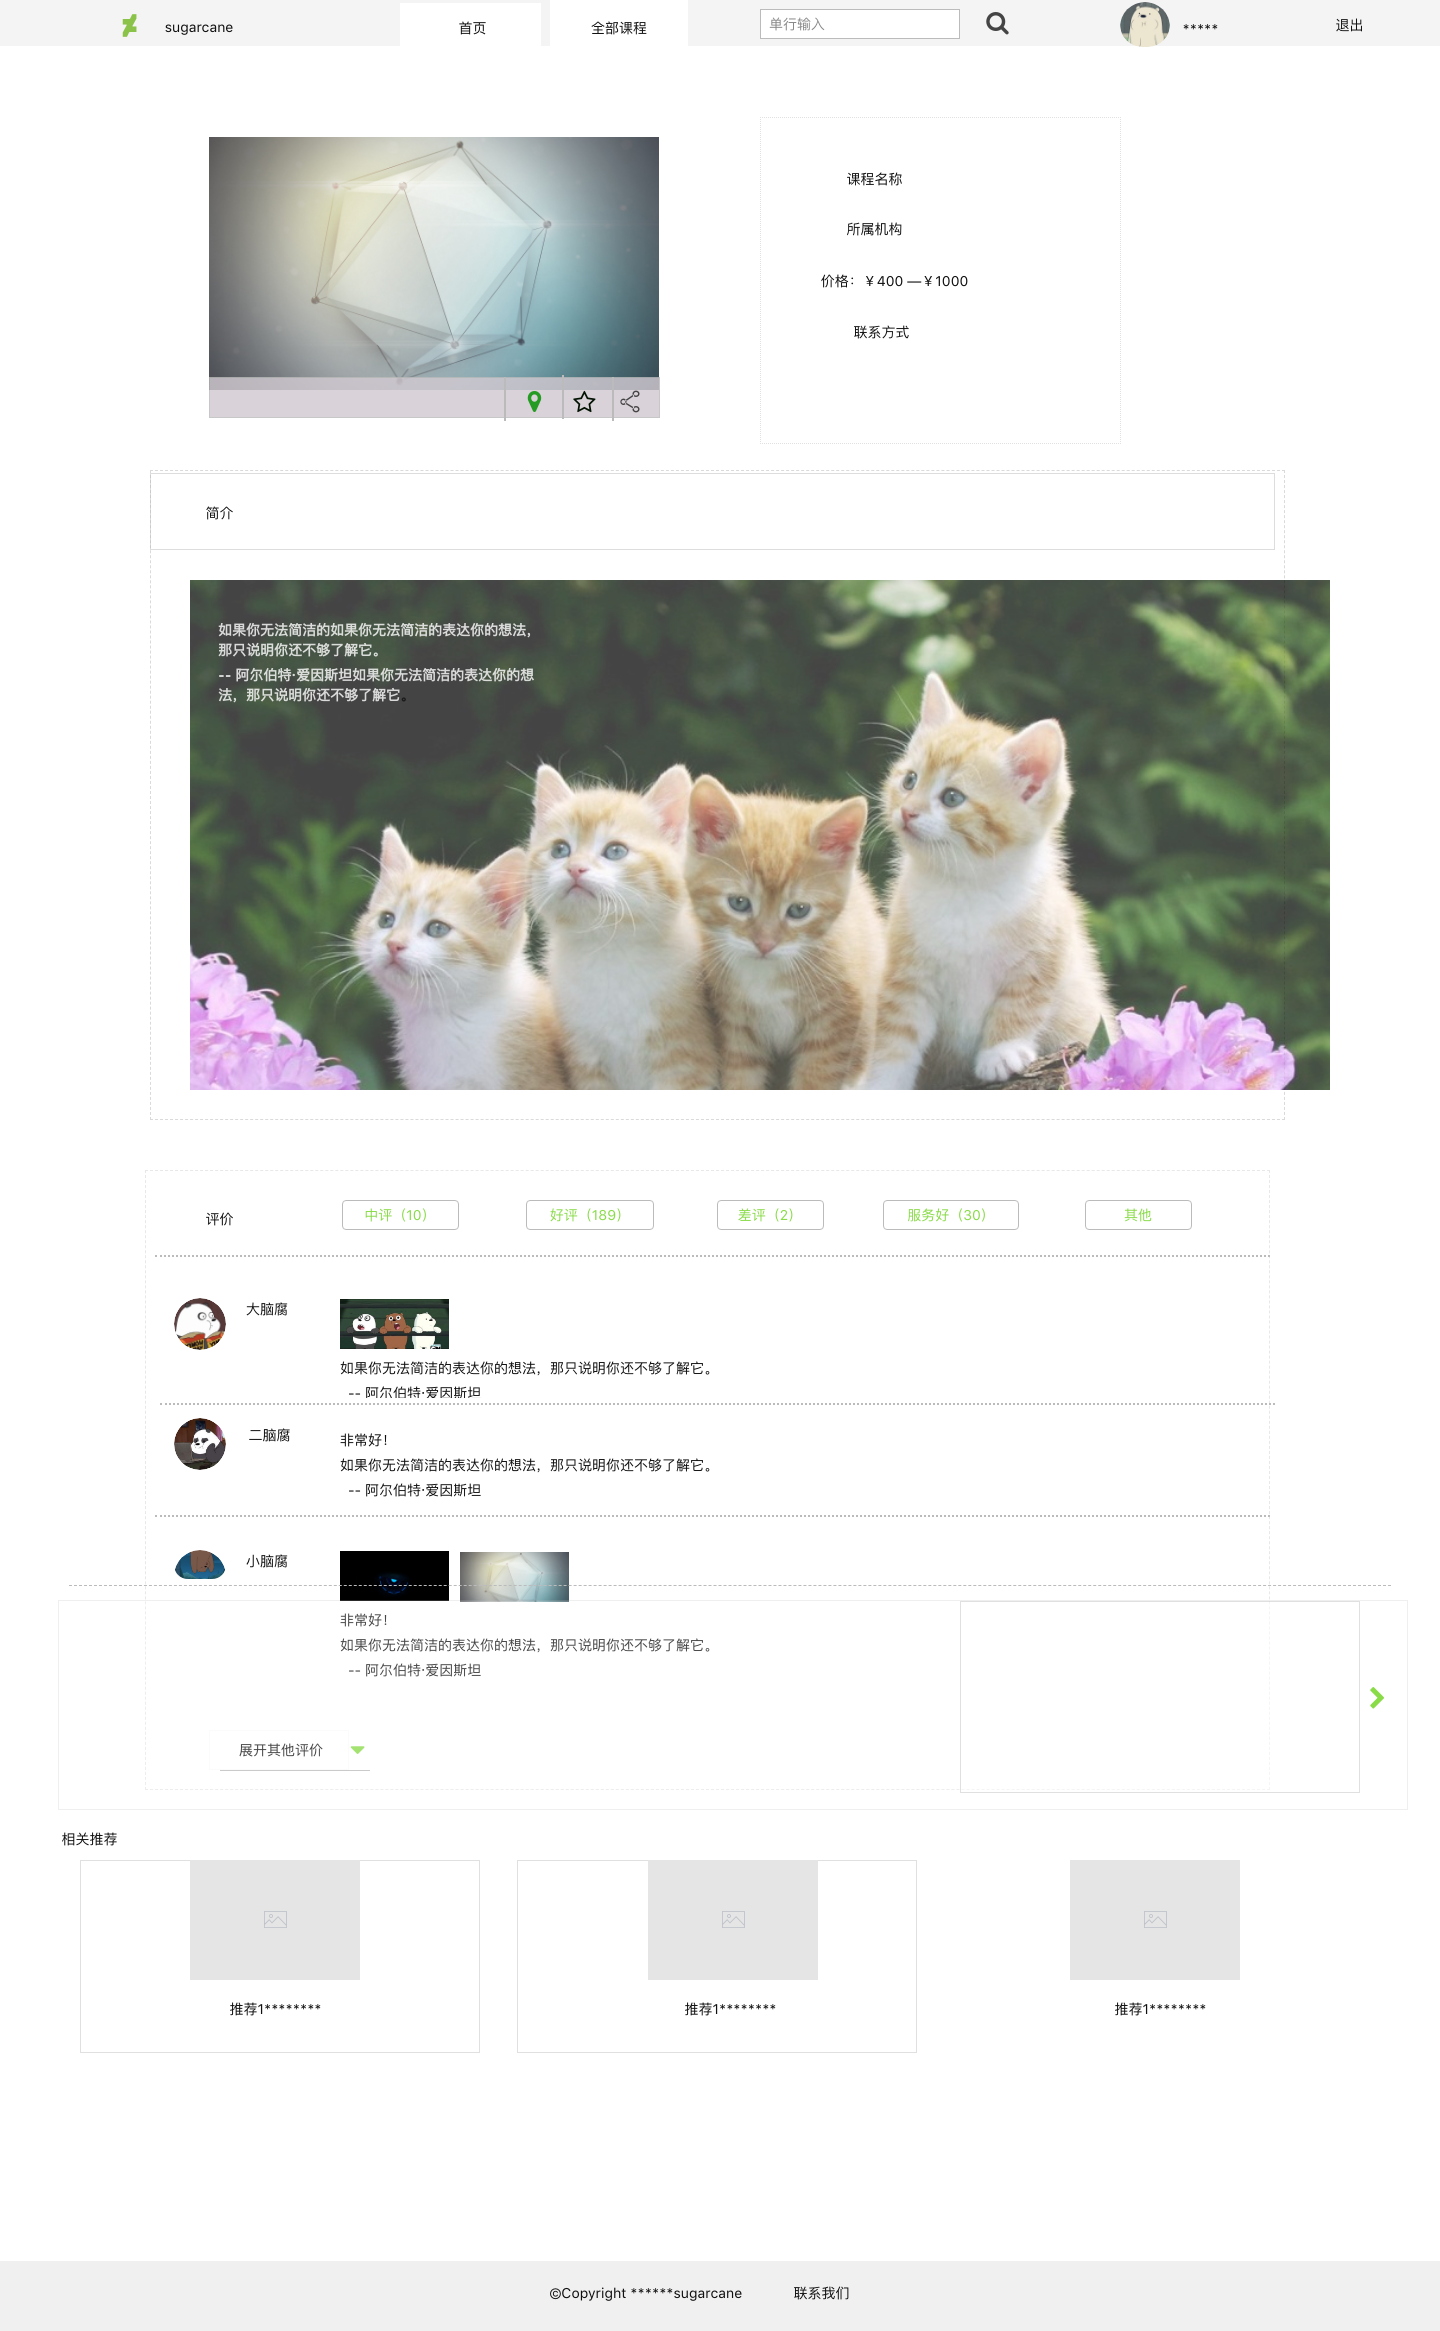 sugarcane
首页
全部课程
单行输入
*****
退出
课程名称
所属机构
价格：￥400 —￥1000
联系方式
简介
如果你无法简洁的如果你无法简洁的表达你的想法，
那只说明你还不够了解它。
-- 阿尔伯特·爱因斯坦如果你无法简洁的表达你的想
法，那只说明你还不够了解它。
评价
中评（10）
好评（189）
差评（2）
服务好（30）
其他
大脑腐
如果你无法简洁的表达你的想法，那只说明你还不够了解它。
-- 阿尔伯特·爱因斯坦
二脑腐
非常好！
如果你无法简洁的表达你的想法，那只说明你还不够了解它。
-- 阿尔伯特·爱因斯坦
小脑腐
非常好！
如果你无法简洁的表达你的想法，那只说明你还不够了解它。
-- 阿尔伯特·爱因斯坦
展开其他评价
相关推荐
推荐1********
推荐1********
推荐1********
©Copyright ******sugarcane
联系我们